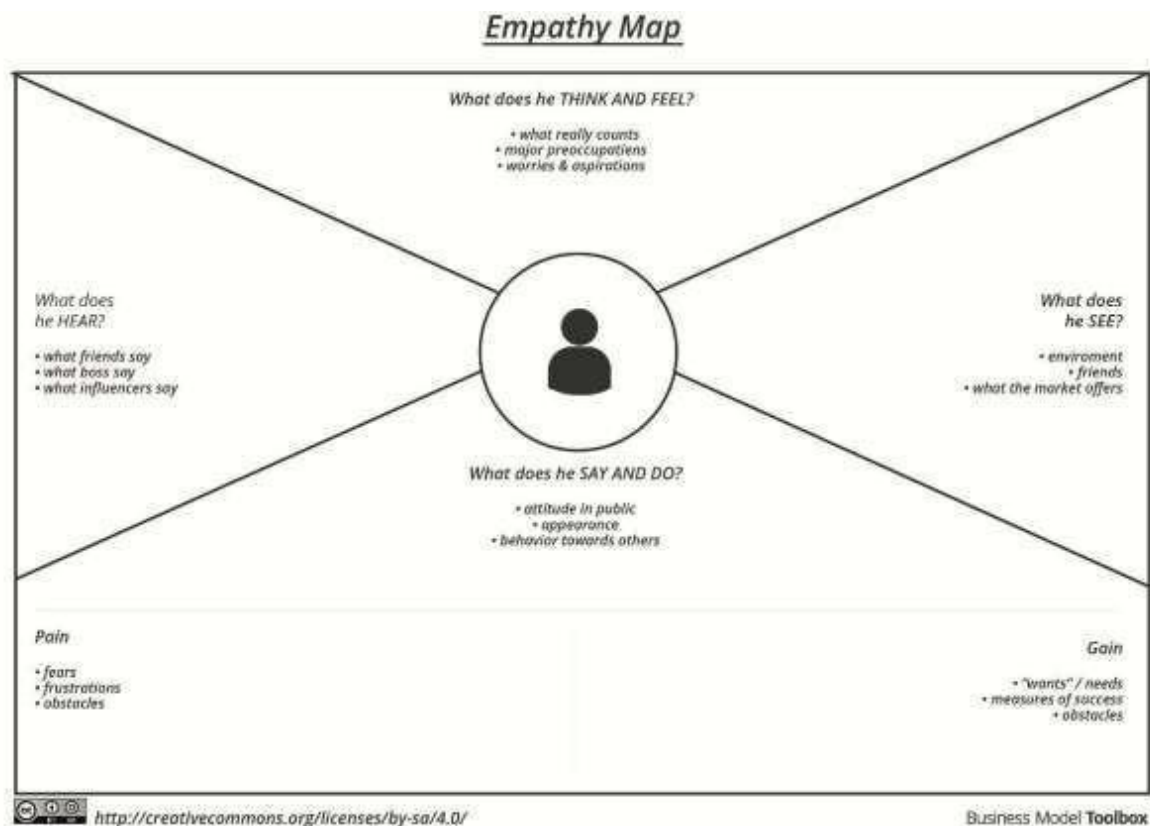 Empathy Map
What does he THINK AND FEEL?
• what really counts
• major preoccupatiens
• worries & aspirations
What does
he HEAR?
• what friends say
• what boss say
• what influencers say
What does
he SEE?
• enviroment
• friends
• what the market offers
What does he SAY AND DO?
• attitude in public
• appearance
• behavior towards others
Pain
• fears
• frustrations
• obstacles
Gain
• "wants" / needs
• measures of success
• obstacles
http://creativecommons.org/licenses/by-sa/4.0/
Business Model Toolbox